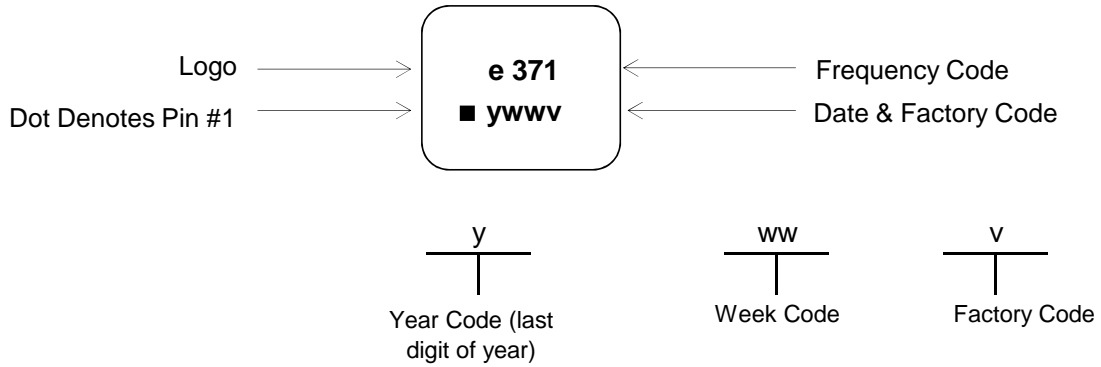 e 371
■ ywwv
Logo
Dot Denotes Pin #1
Frequency Code
Date & Factory Code
y
Year Code (last
digit of year)
ww
Week Code
v
Factory Code